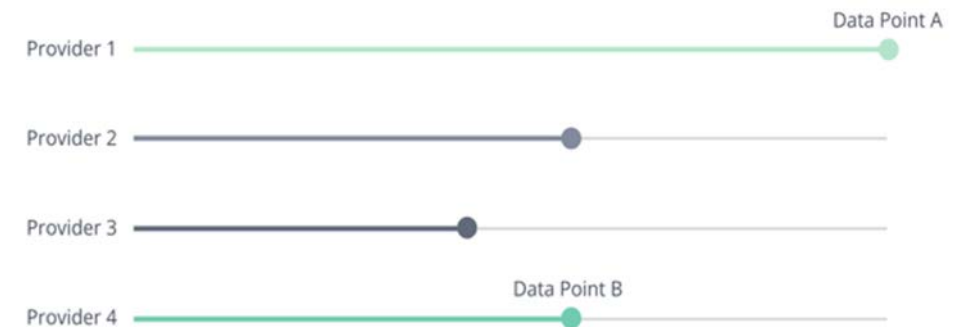 Data Point A
Provider 1
Provider 2
Provider 3
Data Point B
Provider 4